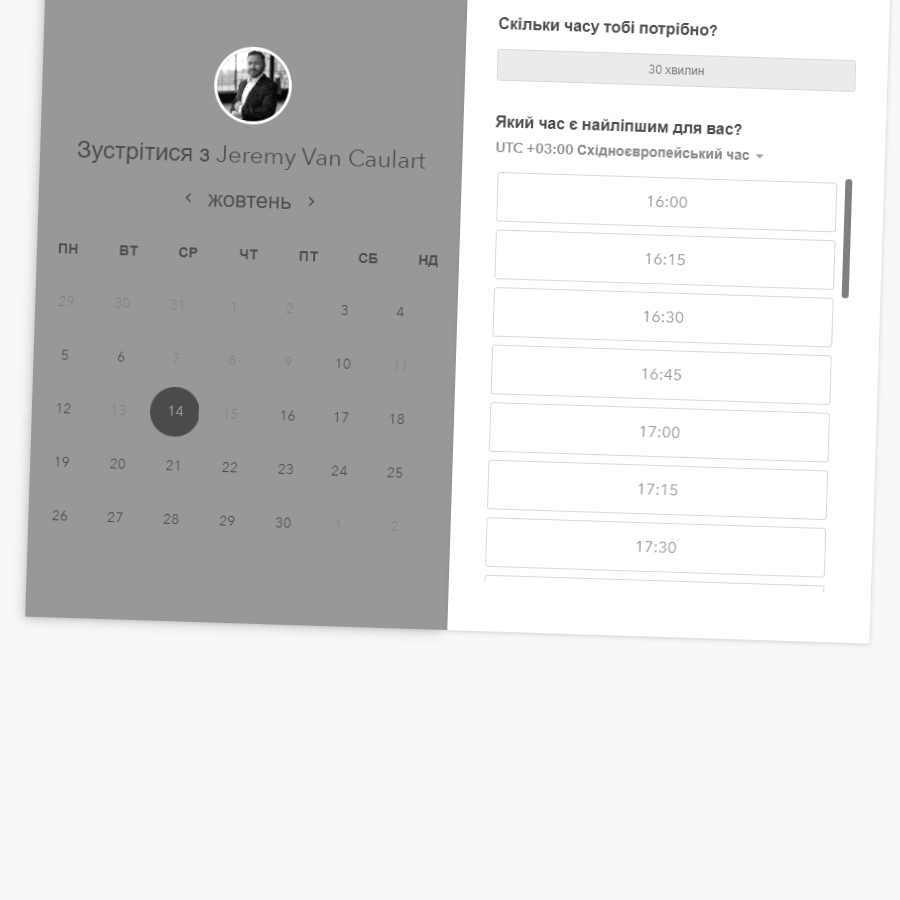 Зустрітися з Jeremy Van Caulart
жовтень
ПН ВТ СР ЧТ ПТ СБ НД
29 30 31 1 2 3 4
5 6 7 8 9 10 11
12 13 14 15 16 17 18
19 20 21 22 23 24 25
26 27 28 29 30 1 2
Скільки часу тобі потрібно?
30 хвилин
Який час є найліпшим для вас?
UTC +03:00 Східноєвропейський час
16:00
16:15
16:30
16:45
17:00
17:15
17:30